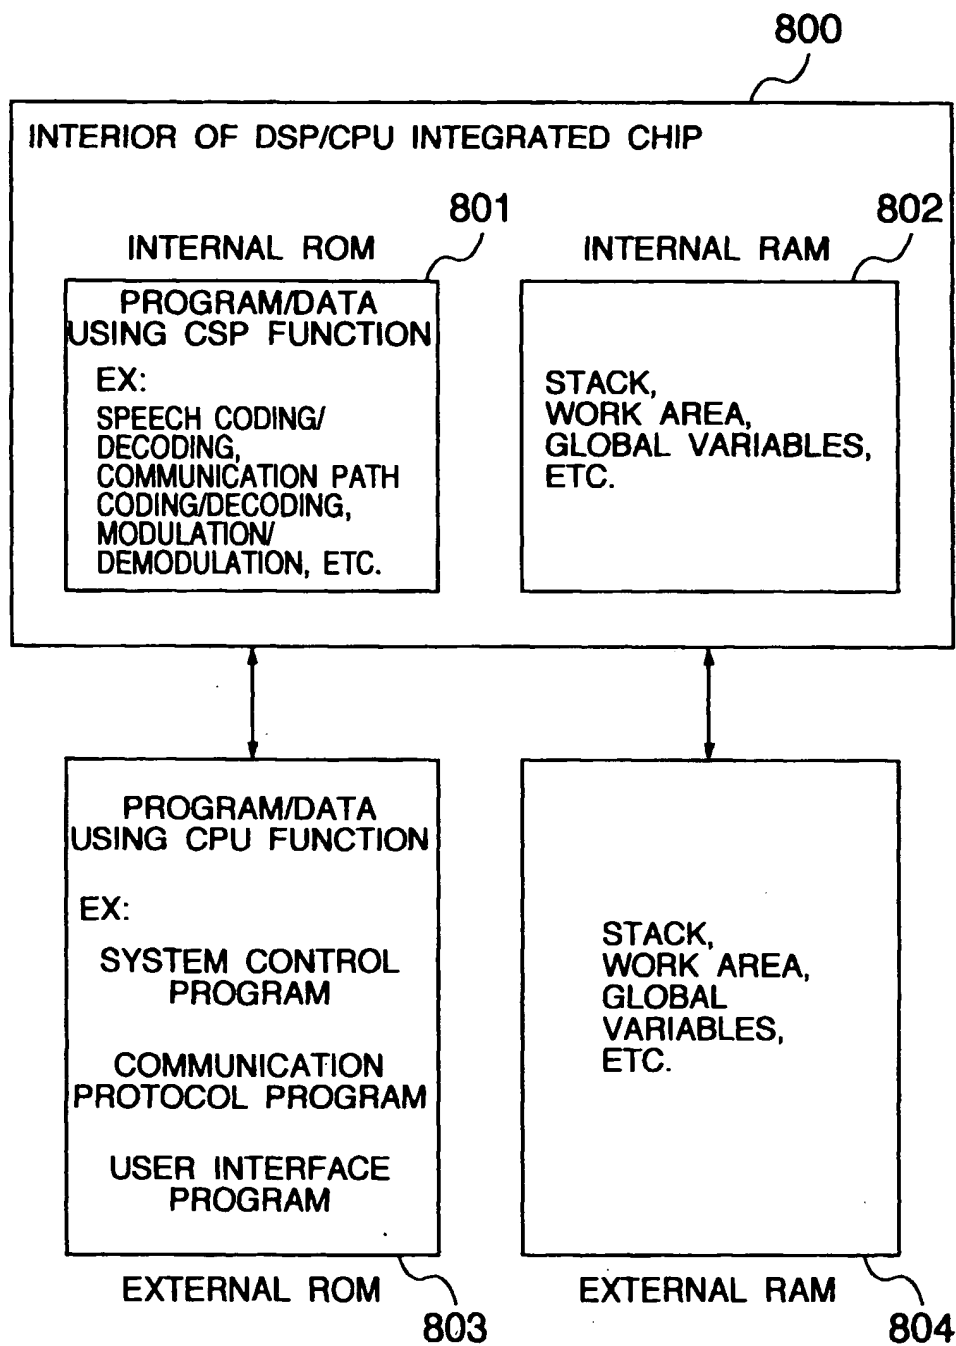 800
INTERIOR OF DSP/CPU INTEGRATED CHIP
801
802
INTERNAL ROM
INTERNAL RAM
PROGRAM/DATA
USING CSP FUNCTION
EX:
SPEECH CODING/
DECODING,
COMMUNICATION PATH
CODING/DECODING,
MODULATION/
DEMODULATION, ETC.
STACK,
WORK AREA,
GLOBAL VARIABLES,
ETC.
PROGRAM/DATA
USING CPU FUNCTION
EX:
SYSTEM CONTROL
PROGRAM
COMMUNICATION
PROTOCOL PROGRAM
USER INTERFACE
PROGRAM
STACK,
WORK AREA,
GLOBAL
VARIABLES,
ETC.
EXTERNAL ROM
EXTERNAL RAM
803
804